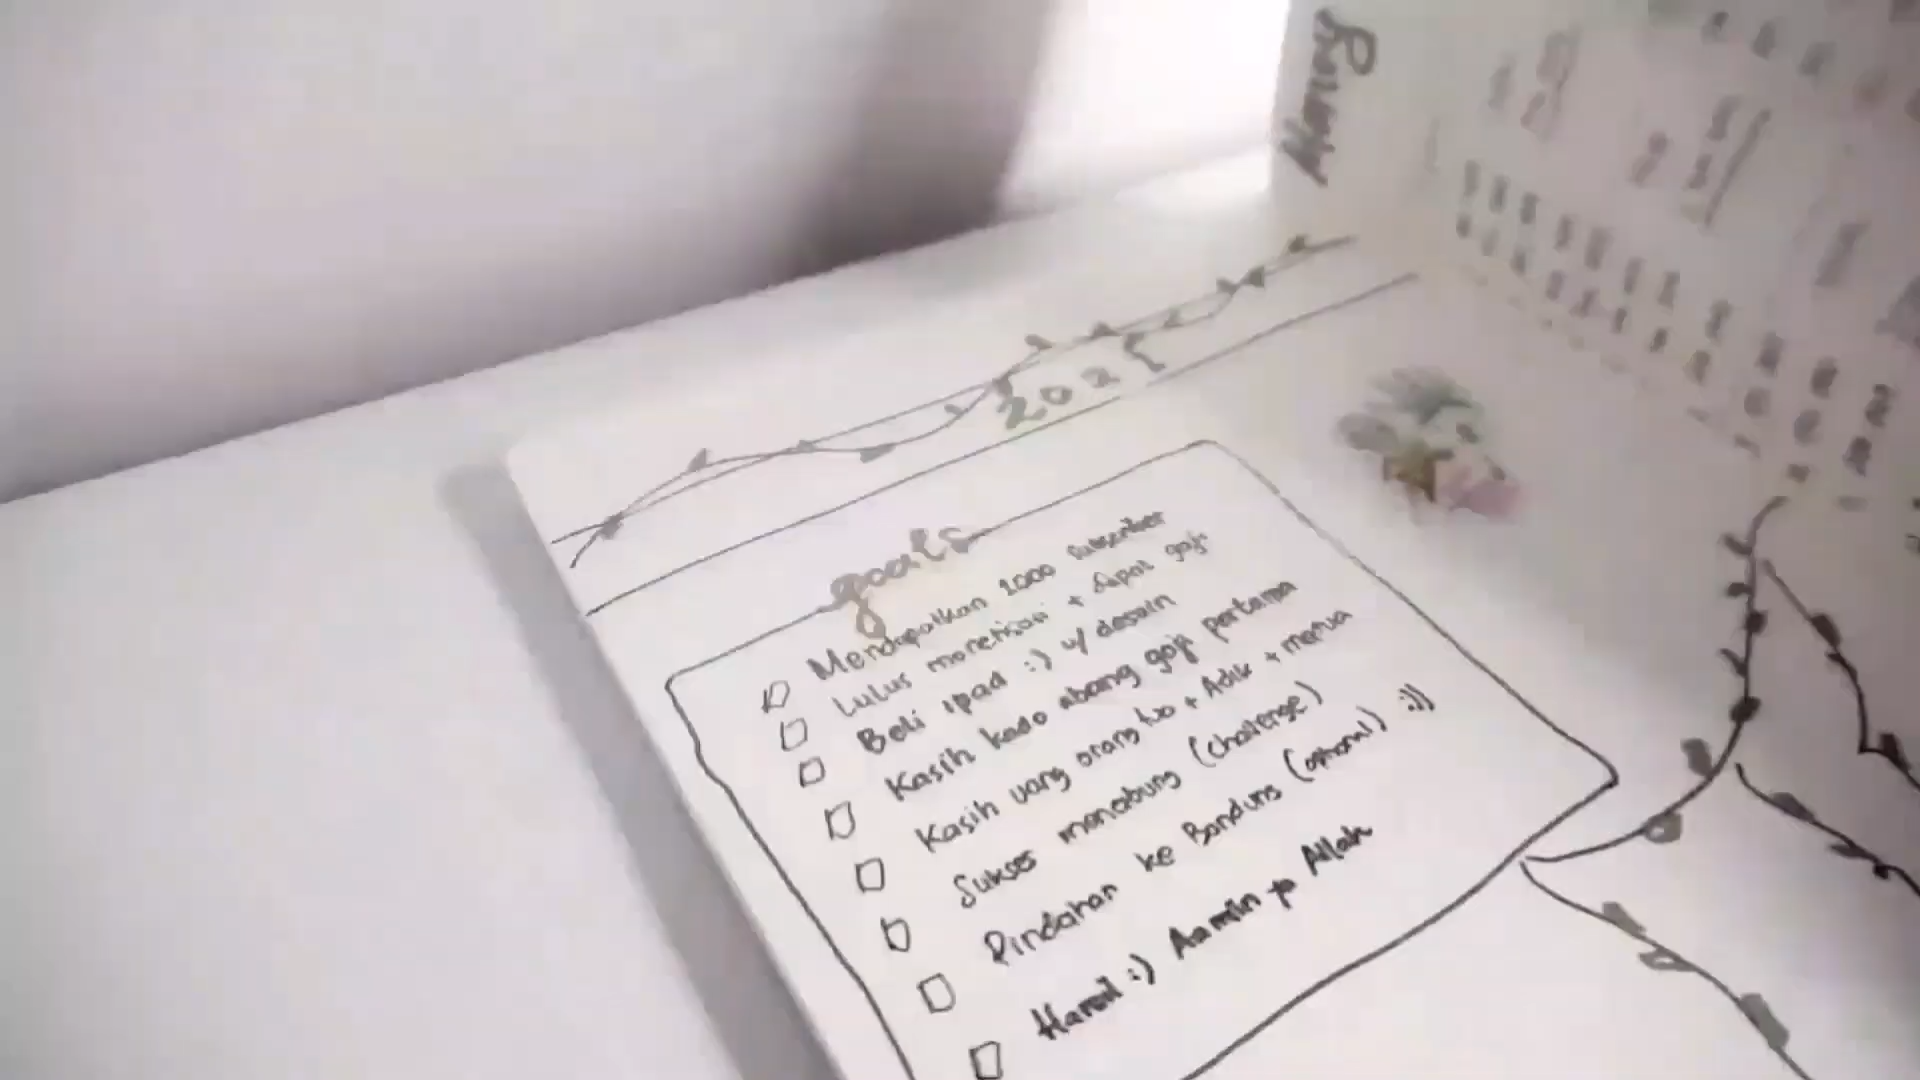 2021
goals
Mendapatkan 1000 subscriber
Lulus monetisasi + dapat gaji
Beli ipad :) u/ desain
Kasih kado abang gaji pertama
Kasih uang orang tua + Adik + mertua
Sukses menabung (challenge)
Pindahan ke Bandung (optional) :))
Hamil :) Aamiin ya Allah